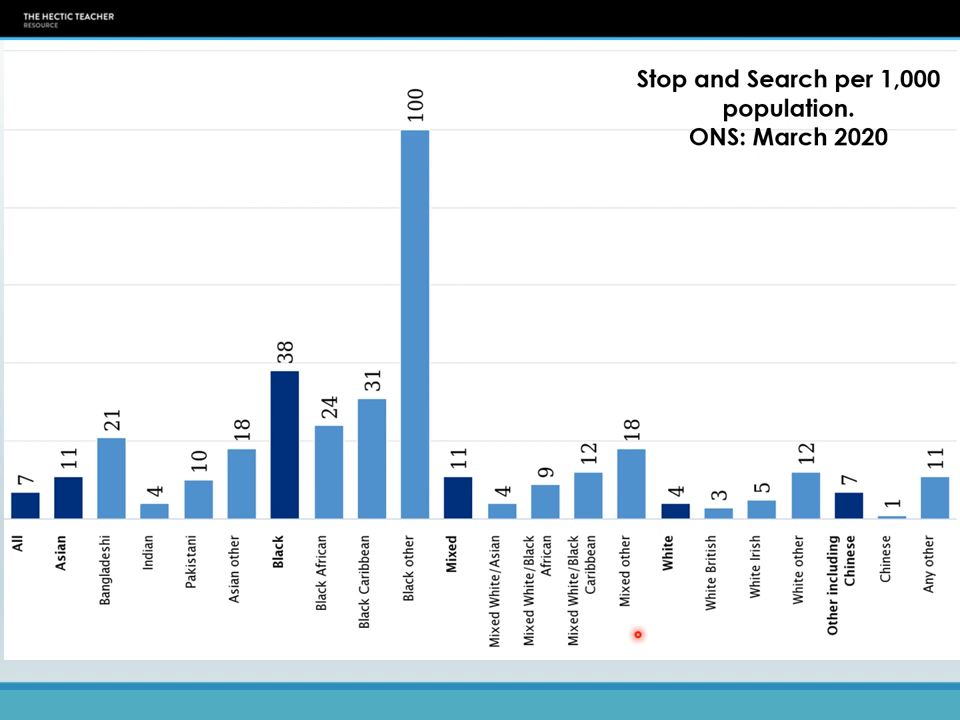 THE HECTIC TEACHER
RESOURCE
Stop and Search per 1,000
population.
ONS: March 2020
7
11
21
4
10
18
38
24
31
100
11
4
9
12
18
4
3
5
12
7
1
11
All
Asian
Bangladeshi
Indian
Pakistani
Asian other
Black
Black African
Black Caribbean
Black other
Mixed
Mixed White/Asian
Mixed White/Black
African
Mixed White/Black
Caribbean
Mixed other
White
White British
White Irish
White other
Other including
Chinese
Chinese
Any other